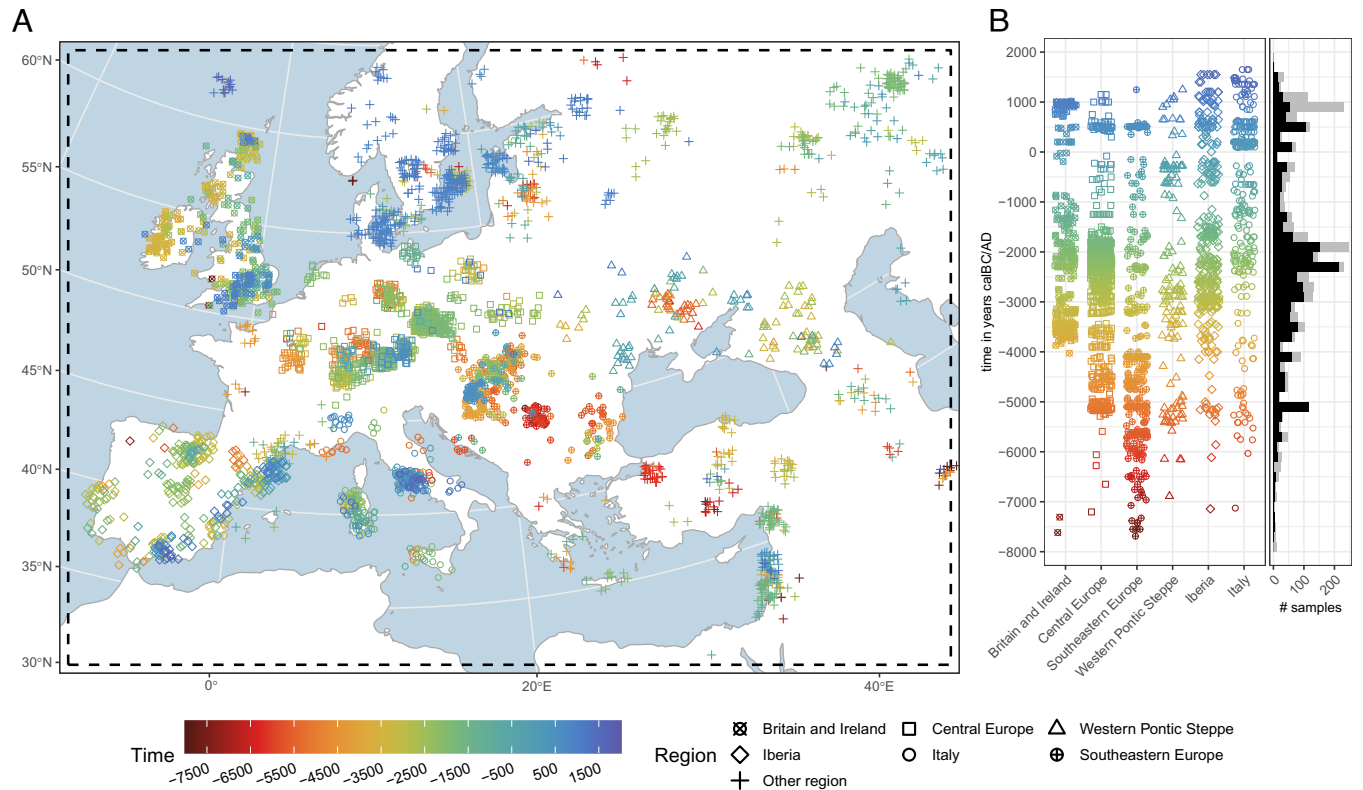 A
B
60°N
55°N
50°N
45°N
40°N
35°N
30°N
0°
20°E
40°E
time in years calBC/AD
2000
1000
0
−1000
−2000
−3000
−4000
−5000
−6000
−7000
−8000
Britain and Ireland
Central Europe
Southeastern Europe
Western Pontic Steppe
Iberia
Italy
0
100
200
# samples
Time
−7500 −6500 −5500 −4500 −3500 −2500 −1500 −500 500 1500
Region
Britain and Ireland Central Europe Western Pontic Steppe
Iberia Italy Southeastern Europe
Other region